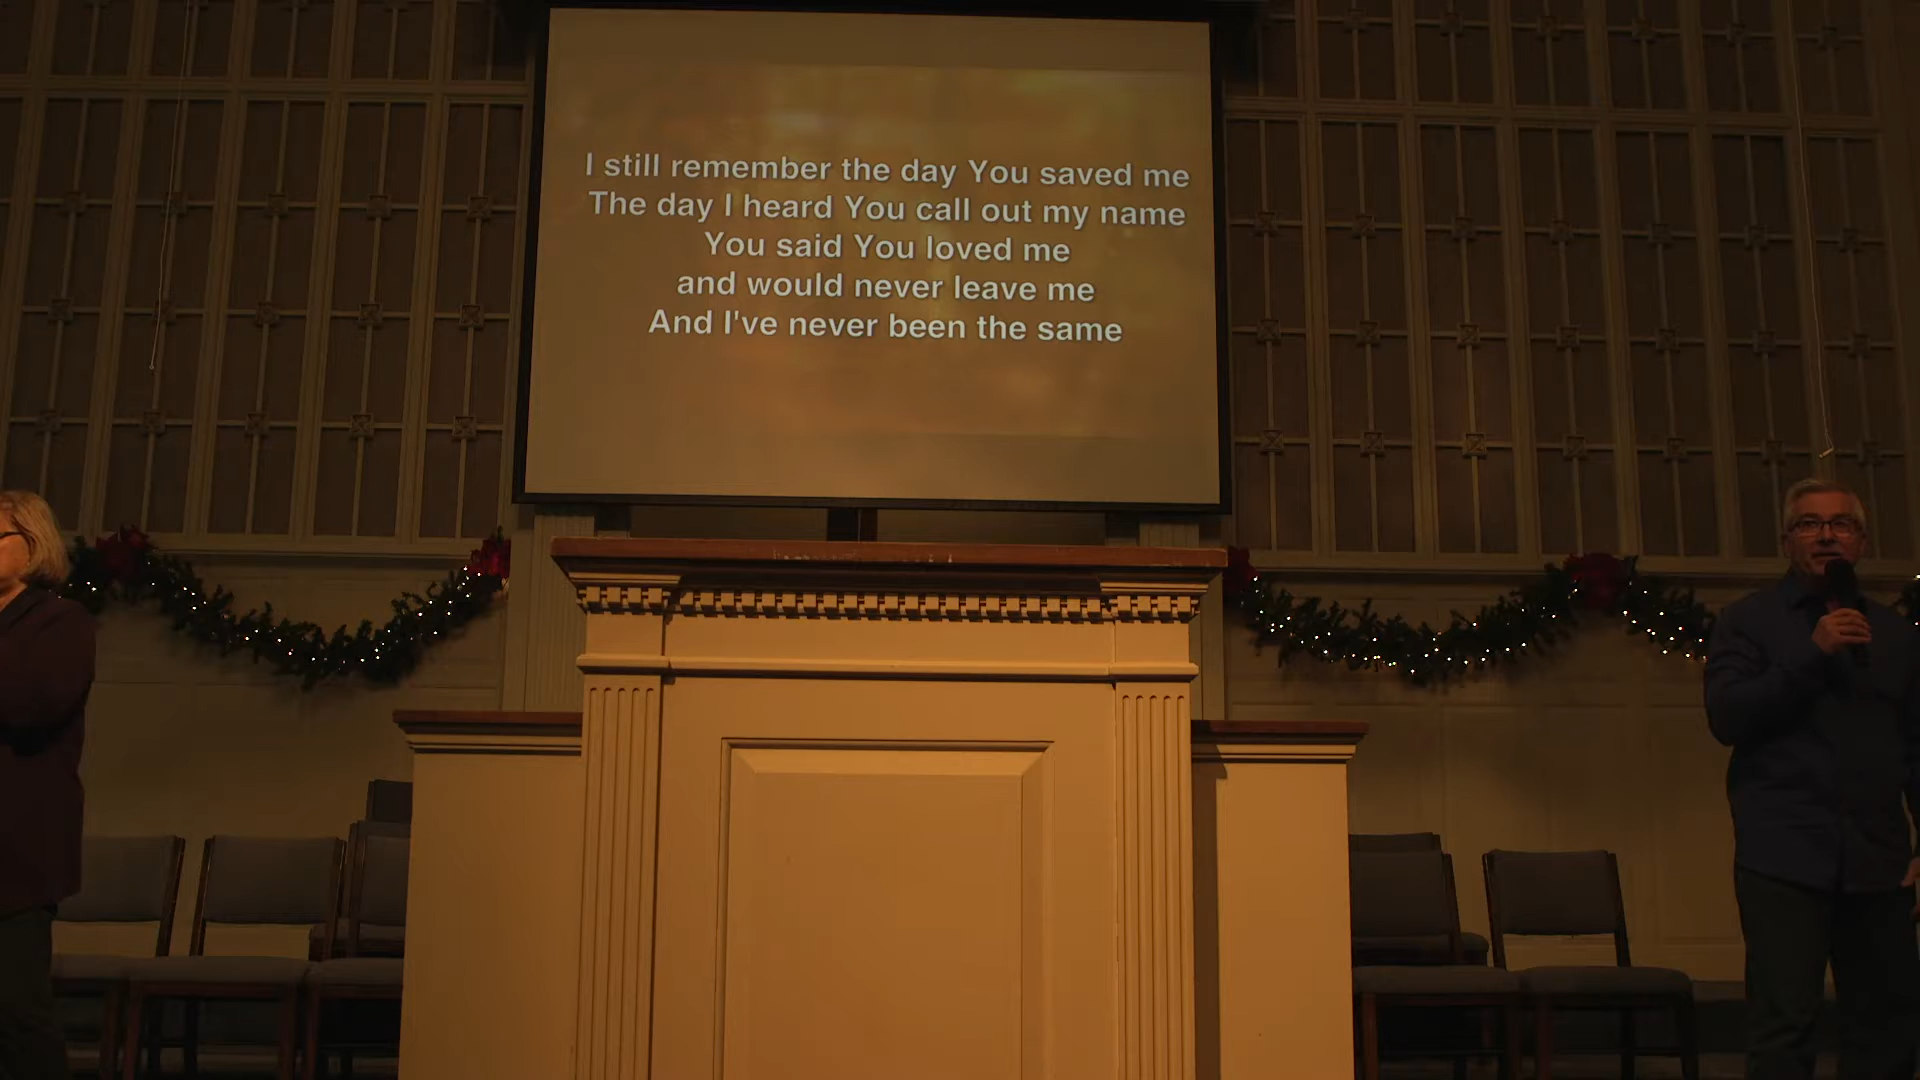 I still remember the day You saved me
The day I heard You call out my name
You said You loved me
and would never leave me
And I've never been the same